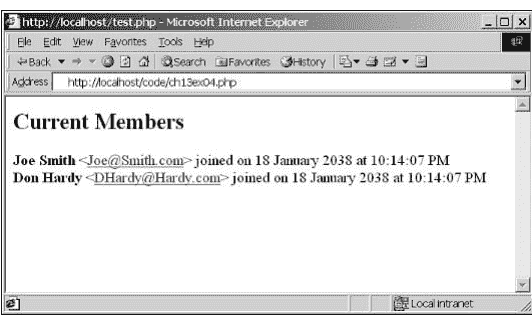 http://localhost/test.php - Microsoft Internet Explorer
File Edit View Favorites Tools Help
Back Search Favorites History
Address http://localhost/code/ch13ex04.php
Current Members
Joe Smith <Joe@Smith.com> joined on 18 January 2038 at 10:14:07 PM
Don Hardy <DHardy@Hardy.com> joined on 18 January 2038 at 10:14:07 PM
Local intranet